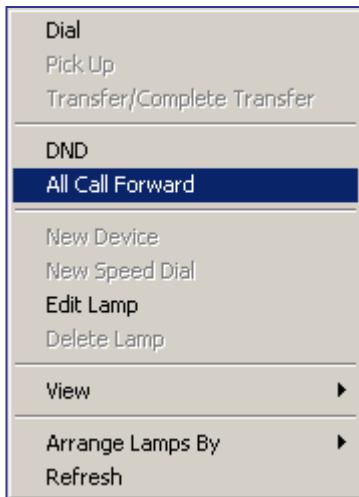 Dial
Pick Up
Transfer/Complete Transfer
DND
All Call Forward
New Device
New Speed Dial
Edit Lamp
Delete Lamp
View
Arrange Lamps By
Refresh